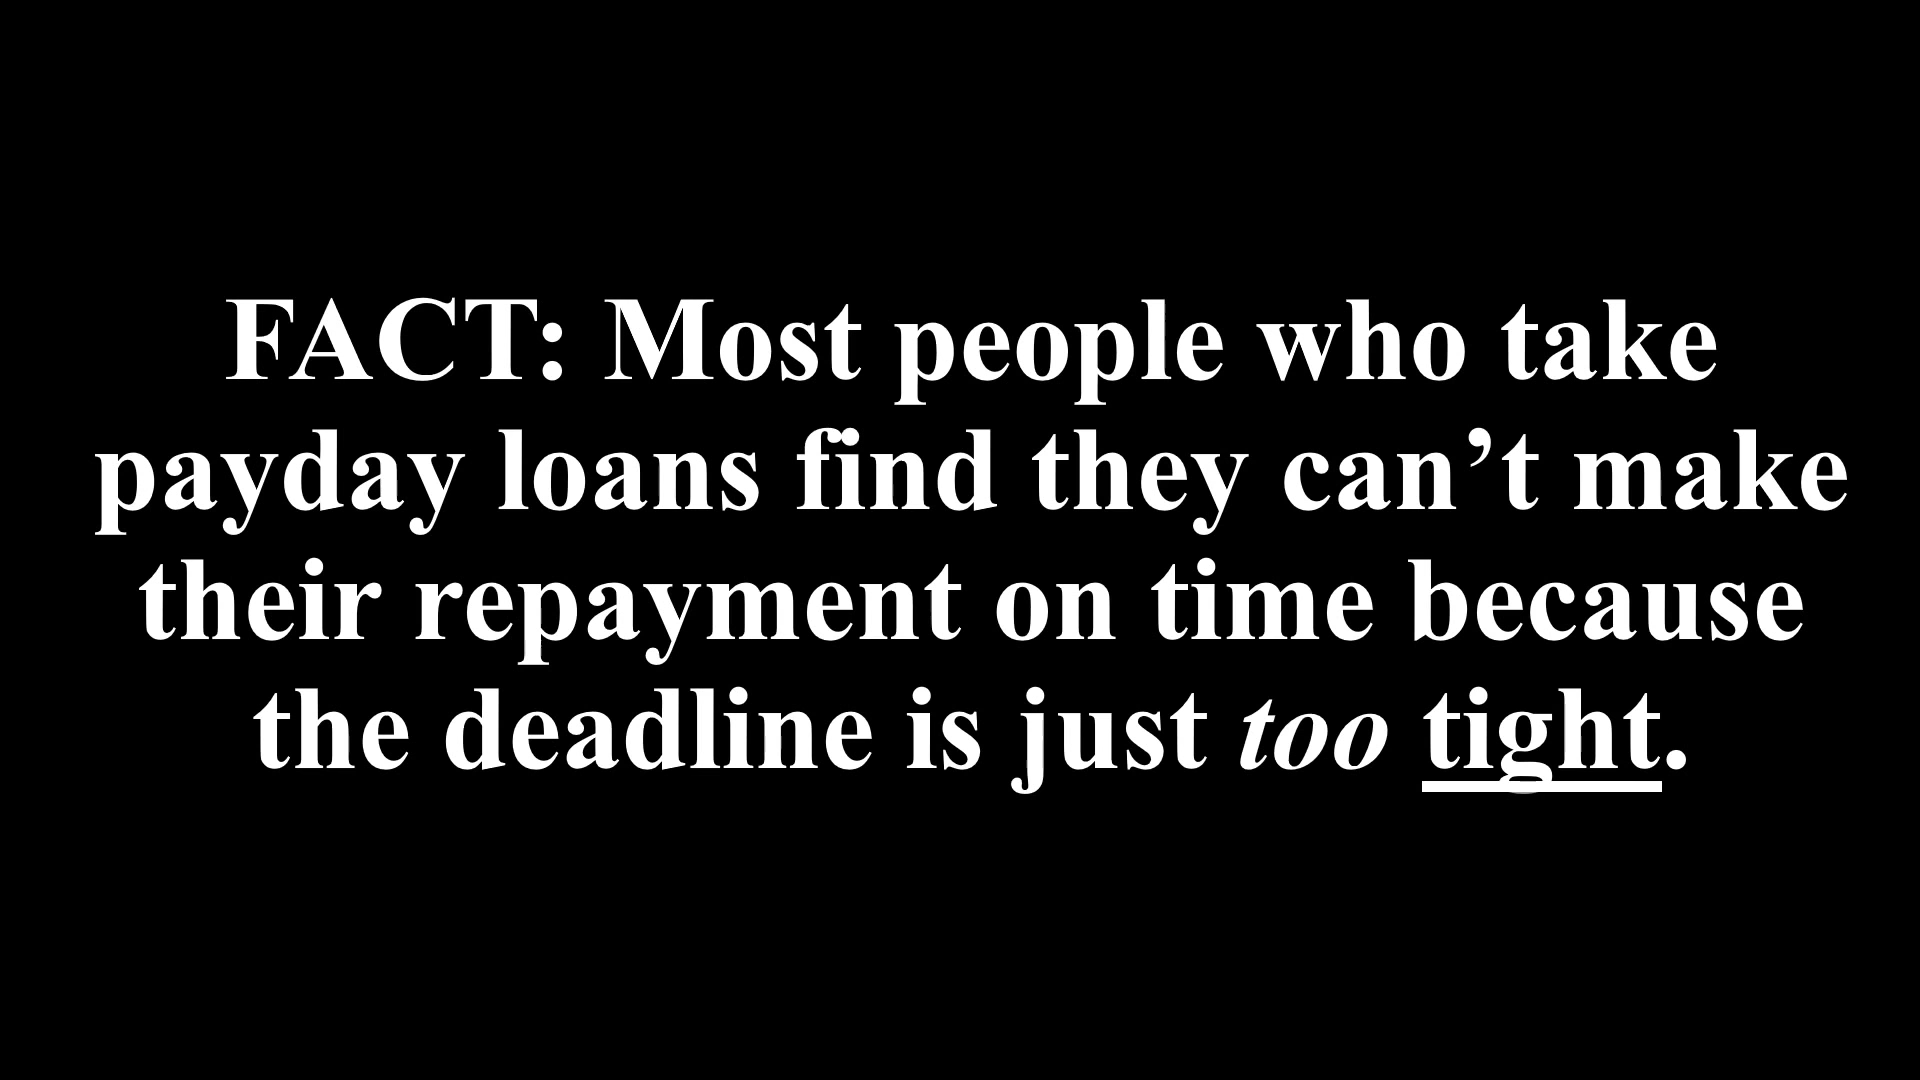 FACT: Most people who take
payday loans find they can’t make
their repayment on time because
the deadline is just too tight.